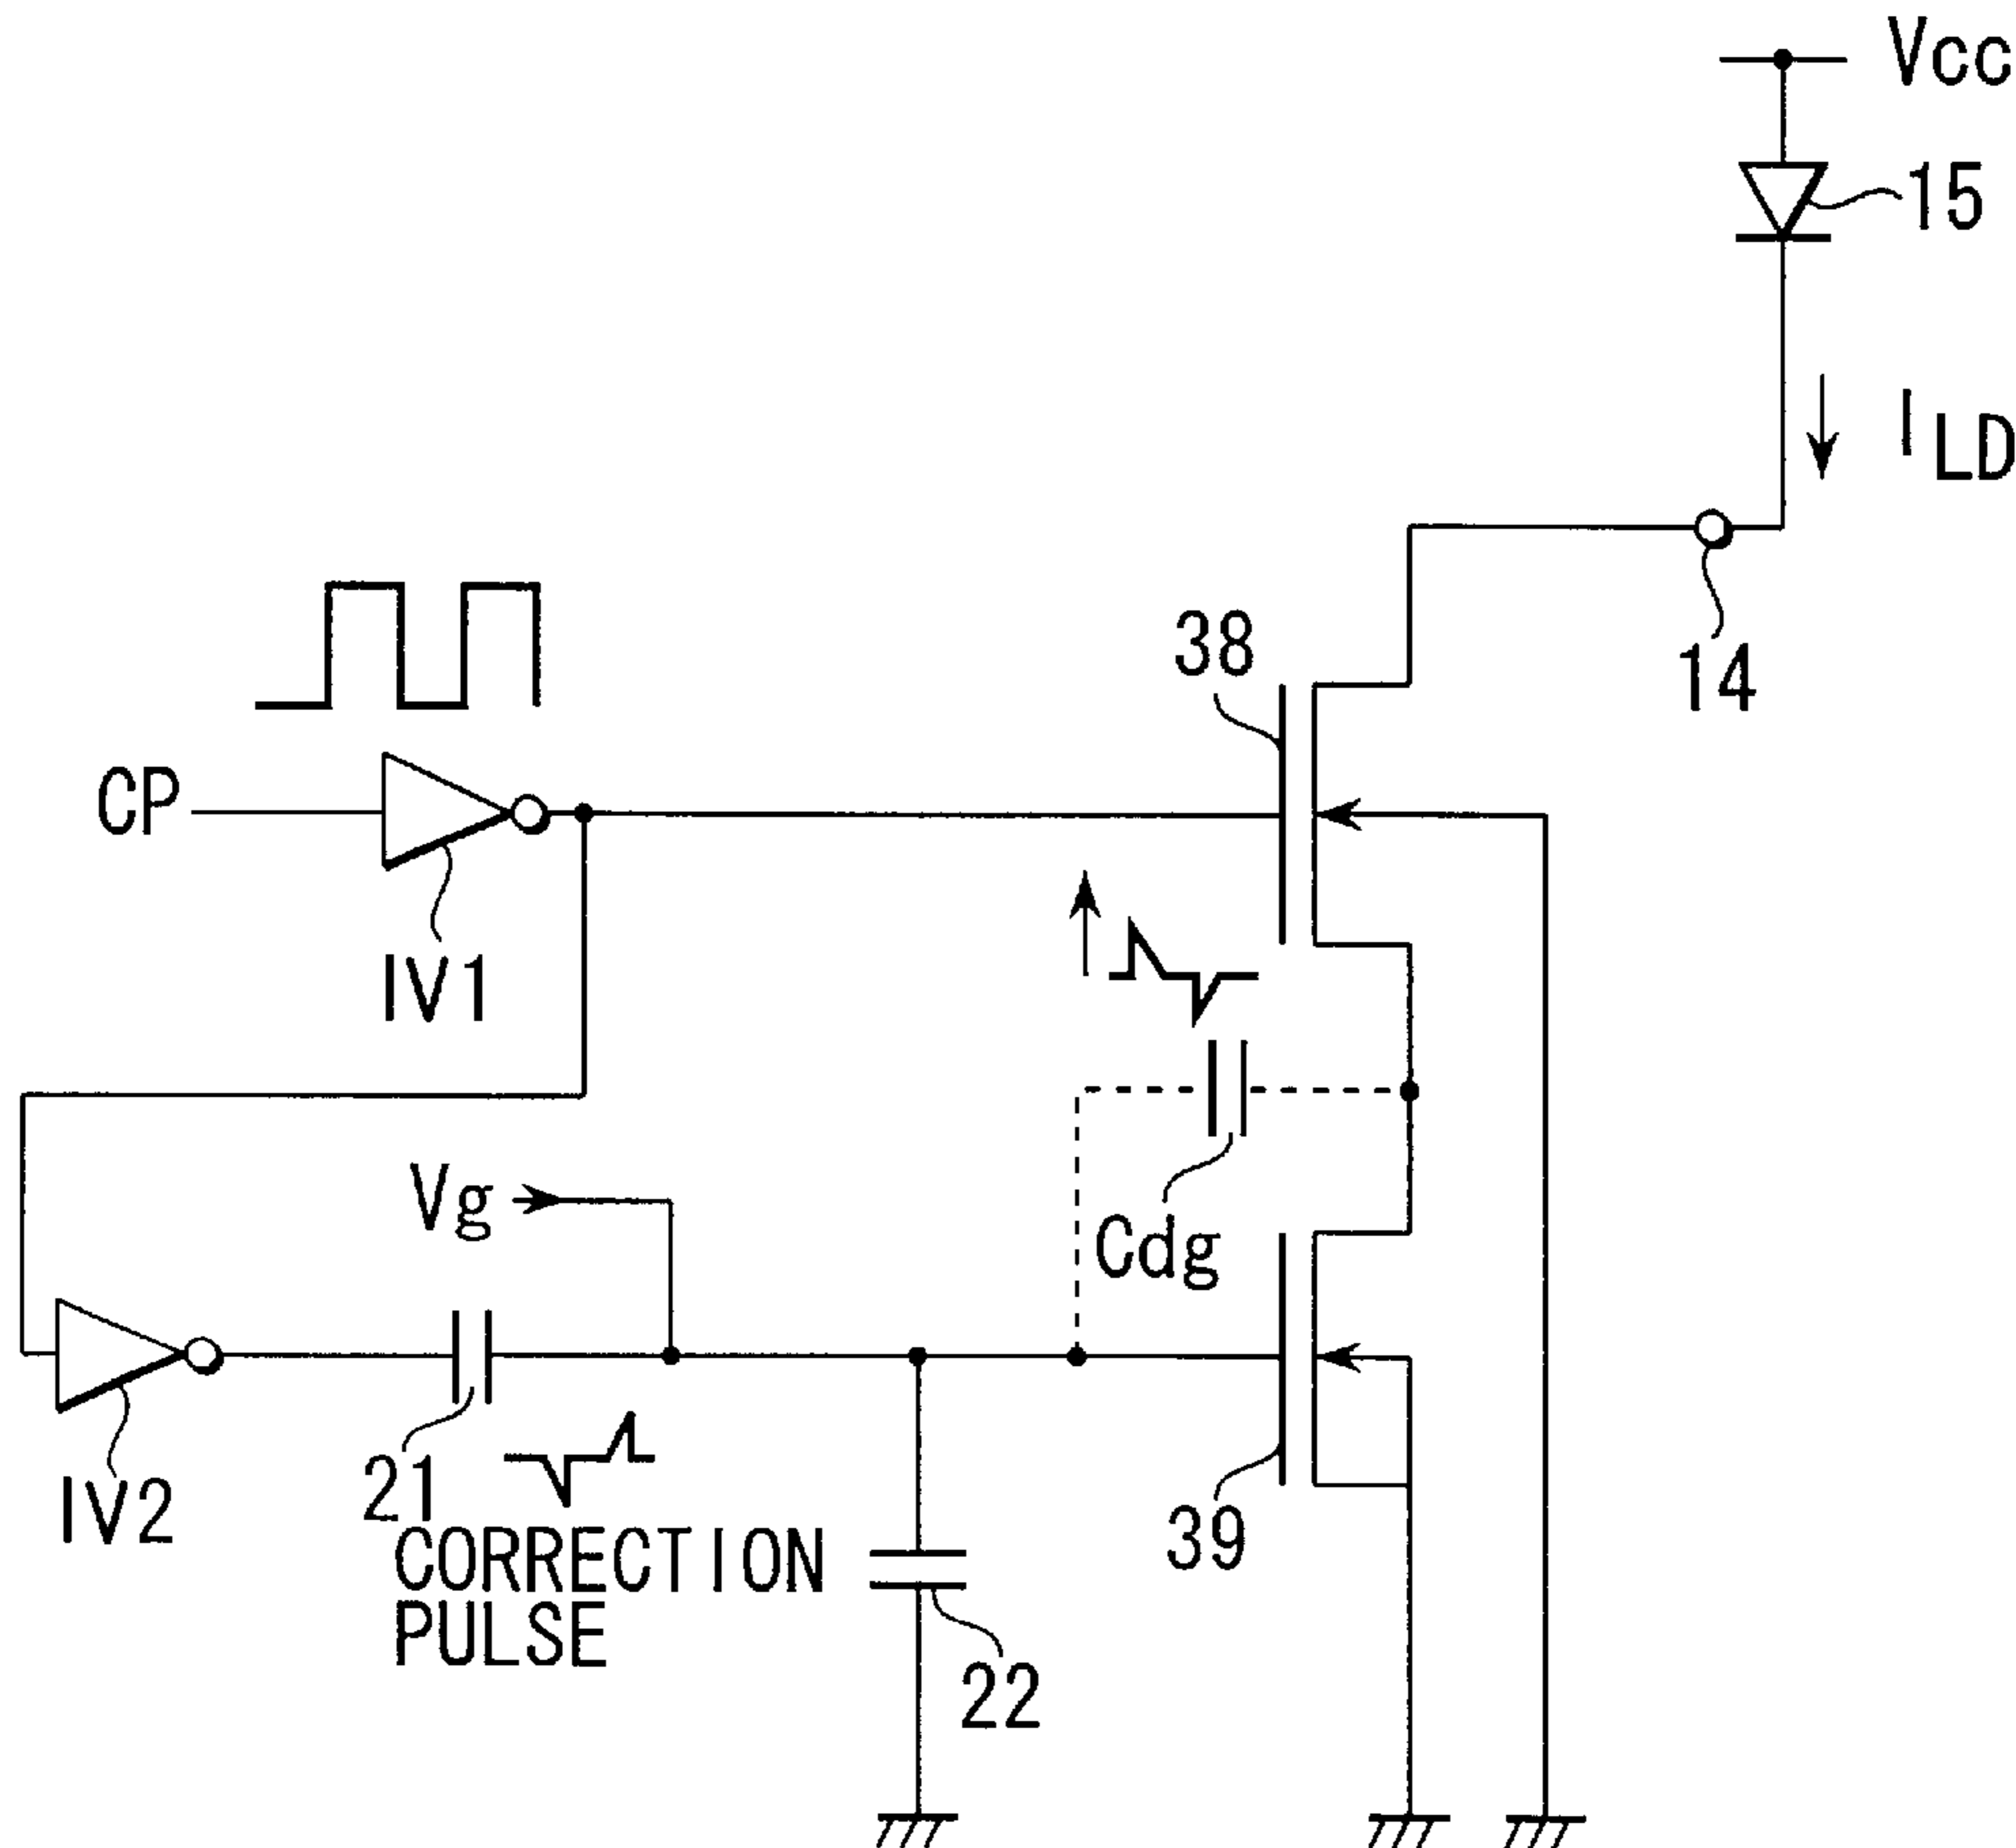 Vcc
15
I LD
38
14
CP
IV1
Vg
Cdg
21
CORRECTION
PULSE
IV2
39
22